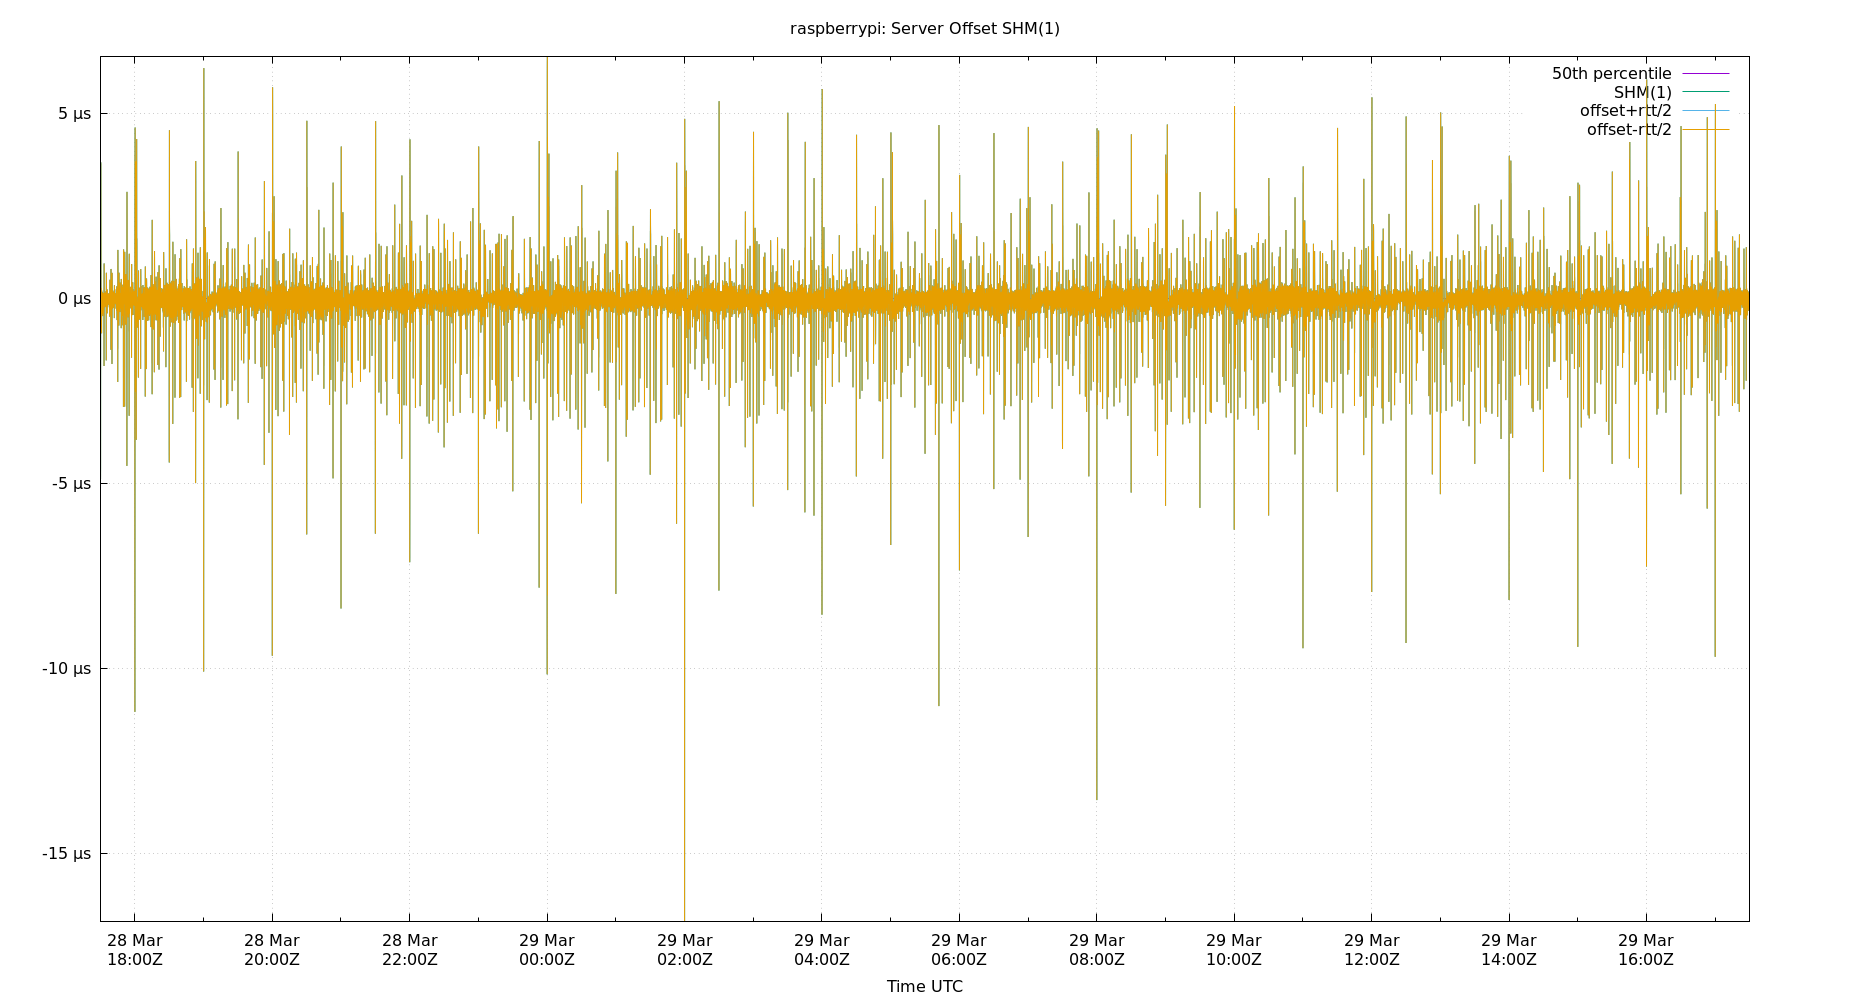 raspberrypi: Server Offset SHM(1)
50th percentile
SHM(1)
offset+rtt/2
offset-rtt/2
5 µs
0 µs
-5 µs
-10 µs
-15 µs
28 Mar 28 Mar 28 Mar 29 Mar 29 Mar 29 Mar 29 Mar 29 Mar 29 Mar 29 Mar 29 Mar 29 Mar
18:00Z 20:00Z 22:00Z 00:00Z 02:00Z 04:00Z 06:00Z 08:00Z 10:00Z 12:00Z 14:00Z 16:00Z
Time UTC